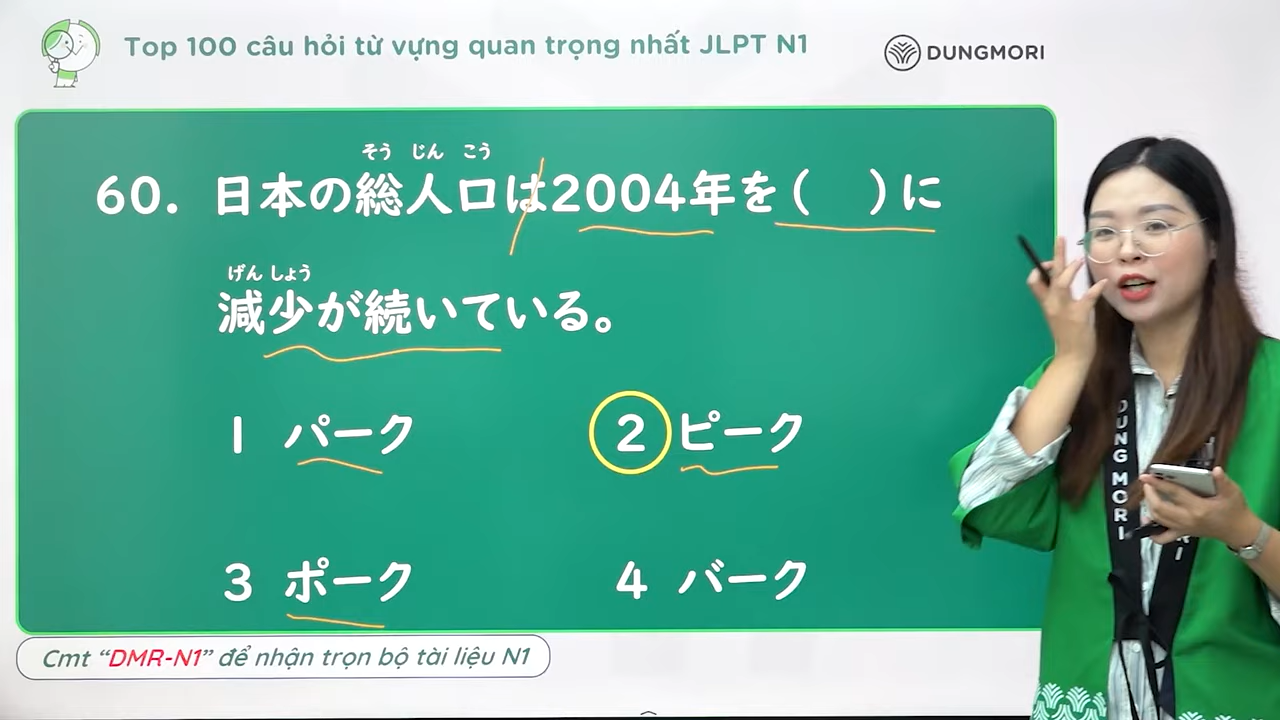 Top 100 câu hỏi từ vựng quan trọng nhất JLPT N1
DUNGMORI
そう じん こう
60. 日本の総人口は2004年を( )に
げん しょう
減少が続いている。
1 パーク
2 ピーク
3 ポーク
4 バーク
Cmt “DMR-N1” để nhận trọn bộ tài liệu N1
DUNG MORI
RI